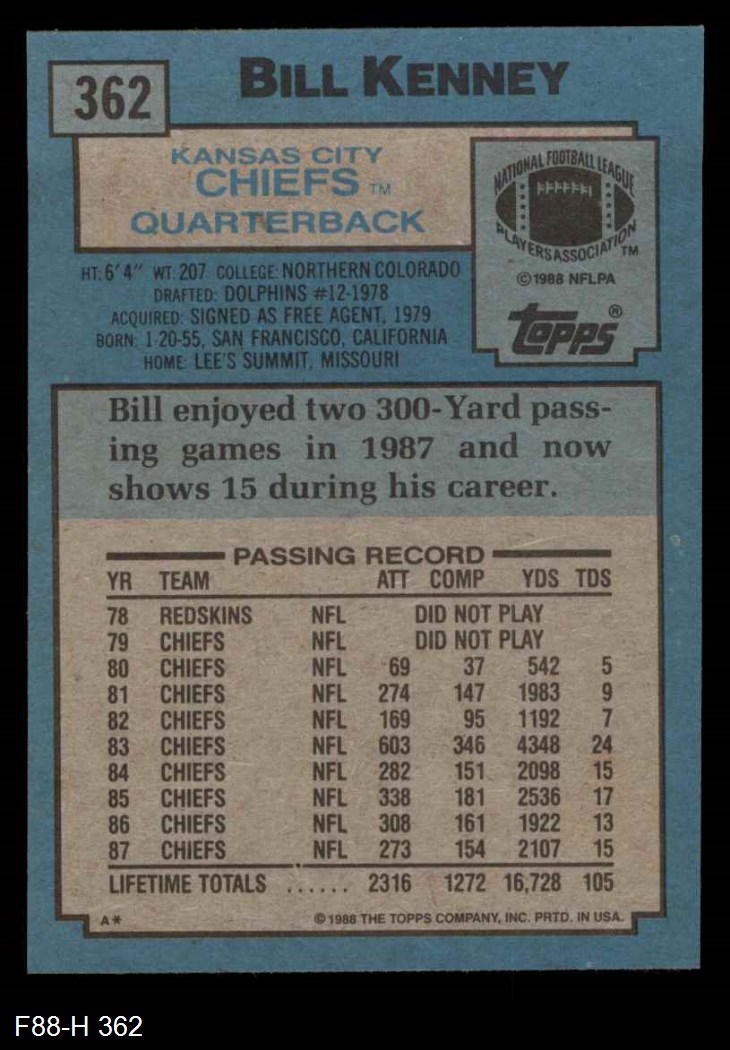 362
BILL KENNEY
KANSAS CITY
CHIEFS TM
QUARTERBACK
NATIONAL FOOTBALL LEAGUE
PLAYERS ASSOCIATION TM
© 1988 NFLPA
topps®
HT: 6'4" WT: 207 COLLEGE: NORTHERN COLORADO
DRAFTED: DOLPHINS #12-1978
ACQUIRED: SIGNED AS FREE AGENT, 1979
BORN: 1-20-55, SAN FRANCISCO, CALIFORNIA
HOME: LEE'S SUMMIT, MISSOURI
Bill enjoyed two 300-Yard pass-
ing games in 1987 and now
shows 15 during his career.
PASSING RECORD
YR TEAM ATT COMP YDS TDS
78 REDSKINS NFL DID NOT PLAY
79 CHIEFS NFL DID NOT PLAY
80 CHIEFS NFL 69 37 542 5
81 CHIEFS NFL 274 147 1983 9
82 CHIEFS NFL 169 95 1192 7
83 CHIEFS NFL 603 346 4348 24
84 CHIEFS NFL 282 151 2098 15
85 CHIEFS NFL 338 181 2536 17
86 CHIEFS NFL 308 161 1922 13
87 CHIEFS NFL 273 154 2107 15
LIFETIME TOTALS ...... 2316 1272 16,728 105
A* © 1988 THE TOPPS COMPANY, INC. PRTD. IN USA.
F88-H 362